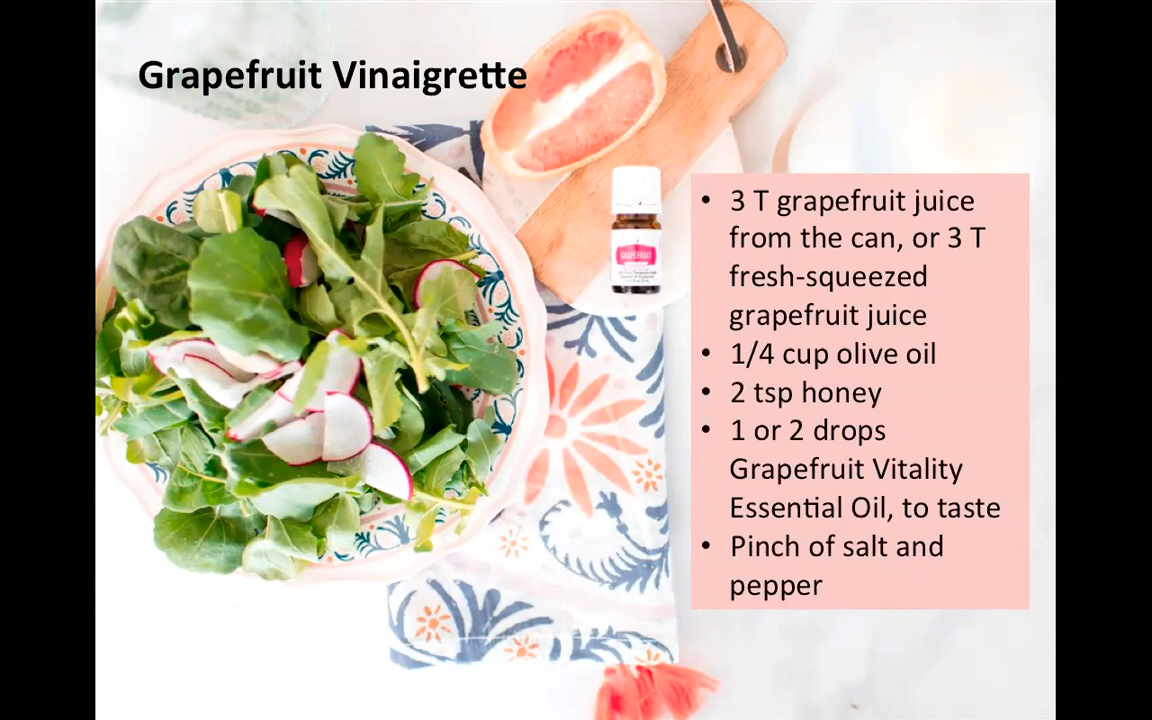 Grapefruit Vinaigrette
GRAPEFRUIT
• 3 T grapefruit juice
from the can, or 3 T
fresh-squeezed
grapefruit juice
• 1/4 cup olive oil
• 2 tsp honey
• 1 or 2 drops
Grapefruit Vitality
Essential Oil, to taste
• Pinch of salt and
pepper